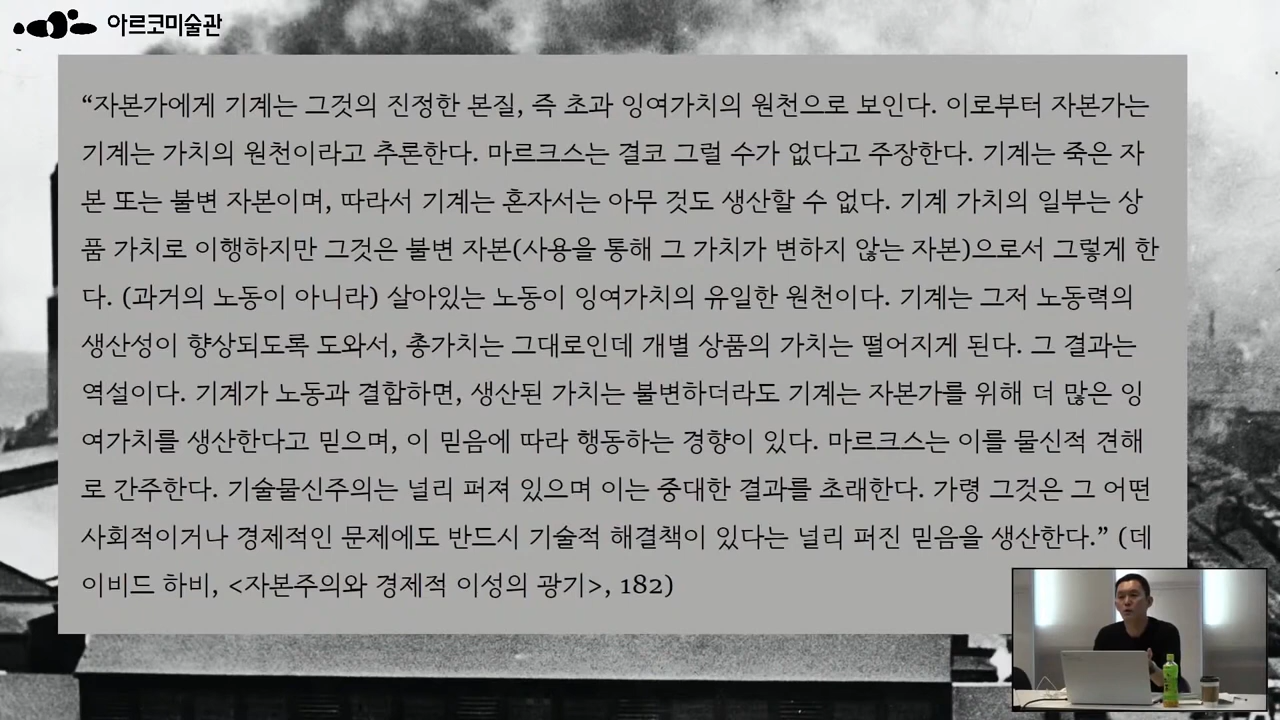 아르코미술관
“자본가에게 기계는 그것의 진정한 본질, 즉 초과 잉여가치의 원천으로 보인다. 이로부터 자본가는
기계는 가치의 원천이라고 추론한다. 마르크스는 결코 그럴 수가 없다고 주장한다. 기계는 죽은 자
본 또는 불변 자본이며, 따라서 기계는 혼자서는 아무 것도 생산할 수 없다. 기계 가치의 일부는 상
품 가치로 이행하지만 그것은 불변 자본(사용을 통해 그 가치가 변하지 않는 자본)으로서 그렇게 한
다. (과거의 노동이 아니라) 살아있는 노동이 잉여가치의 유일한 원천이다. 기계는 그저 노동력의
생산성이 향상되도록 도와서, 총가치는 그대로인데 개별 상품의 가치는 떨어지게 된다. 그 결과는
역설이다. 기계가 노동과 결합하면, 생산된 가치는 불변하더라도 기계는 자본가를 위해 더 많은 잉
여가치를 생산한다고 믿으며, 이 믿음에 따라 행동하는 경향이 있다. 마르크스는 이를 물신적 견해
로 간주한다. 기술물신주의는 널리 퍼져 있으며 이는 중대한 결과를 초래한다. 가령 그것은 그 어떤
사회적이거나 경제적인 문제에도 반드시 기술적 해결책이 있다는 널리 퍼진 믿음을 생산한다.” (데
이비드 하비, <자본주의와 경제적 이성의 광기>, 182)